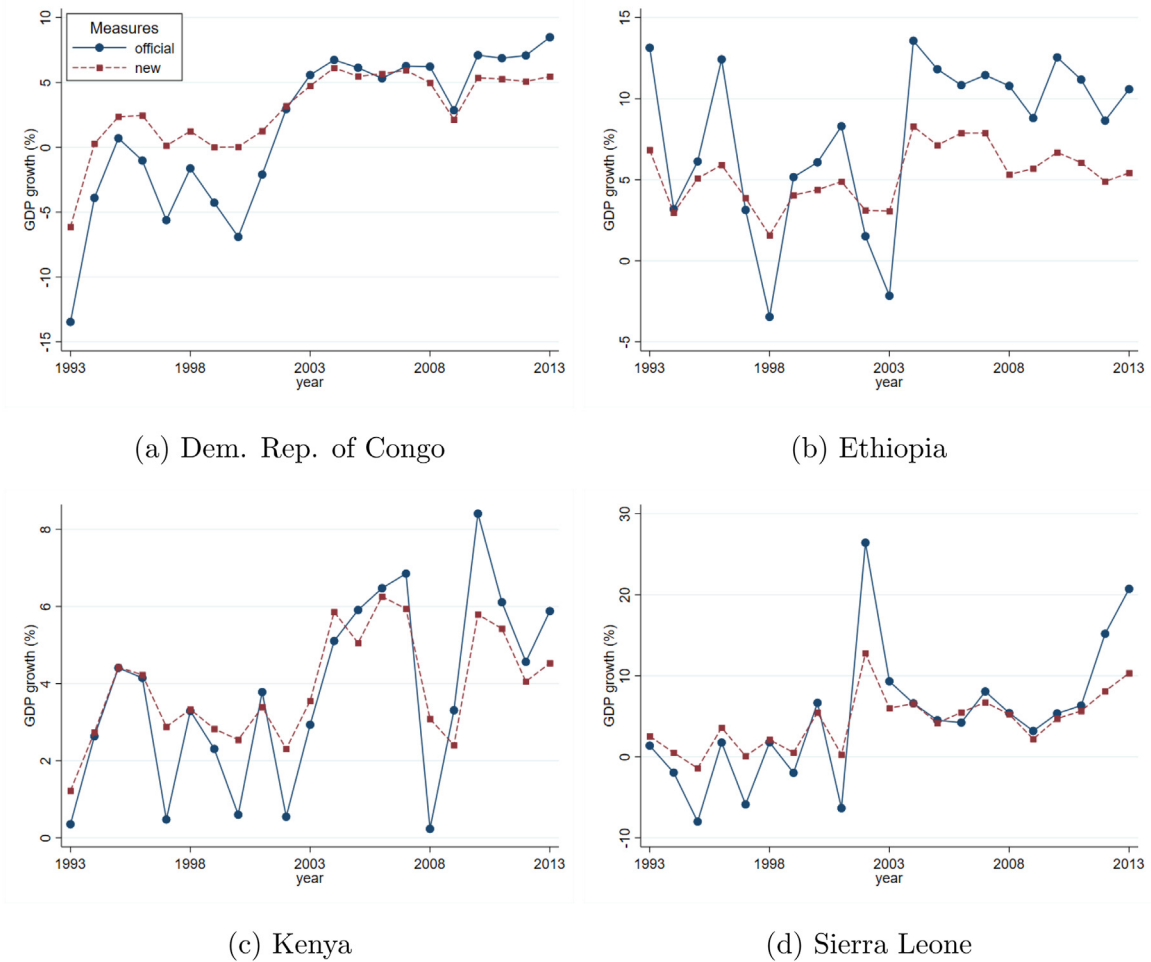 Measures
official
new
GDP growth (%)
10
5
0
-5
-10
-15
1993 1998 2003 2008 2013
year
(a) Dem. Rep. of Congo
GDP growth (%)
15
10
5
0
-5
1993 1998 2003 2008 2013
year
(b) Ethiopia
GDP growth (%)
8
6
4
2
0
1993 1998 2003 2008 2013
year
(c) Kenya
GDP growth (%)
30
20
10
0
-10
1993 1998 2003 2008 2013
year
(d) Sierra Leone